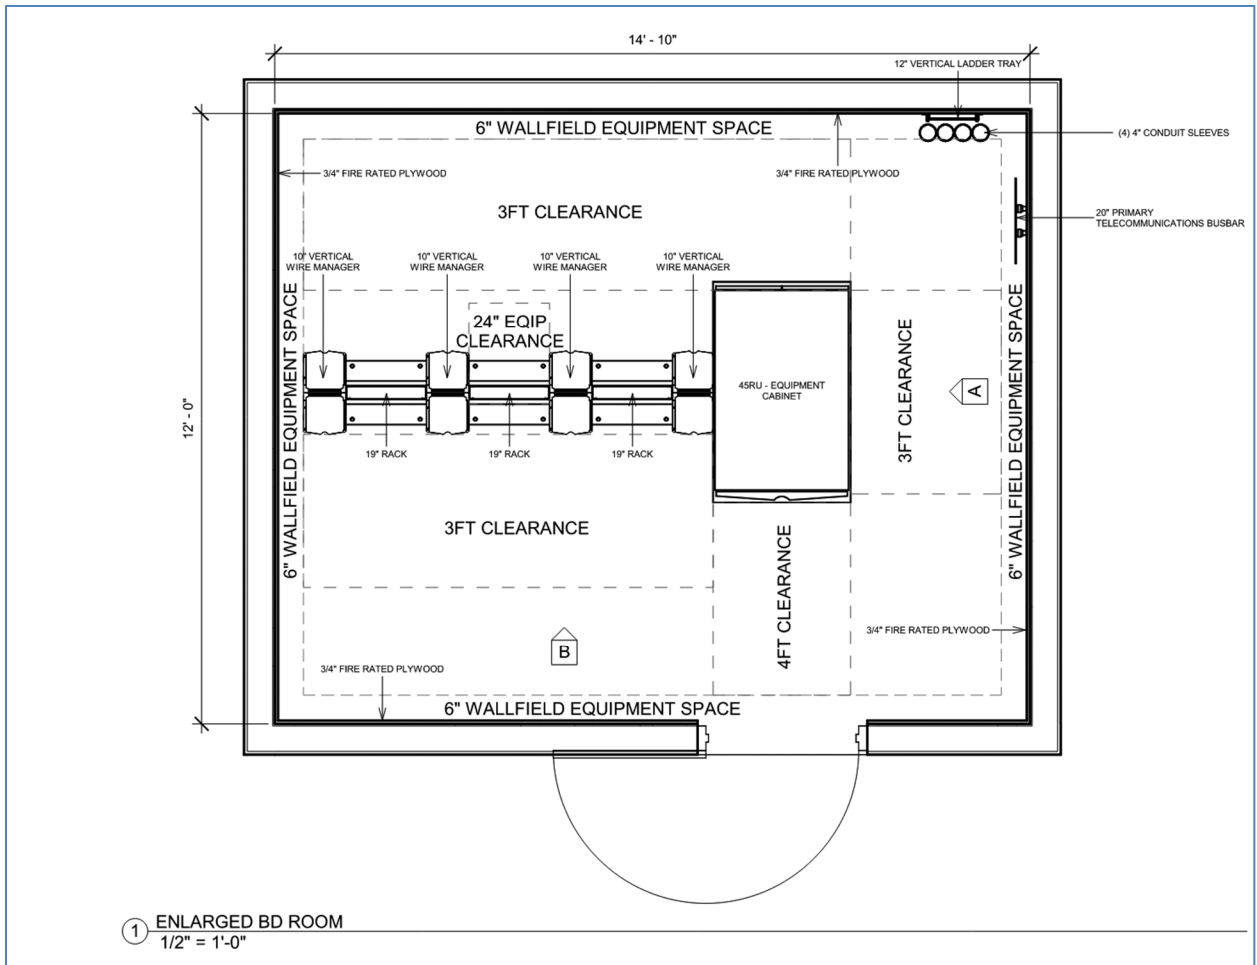 14' - 10"
12" VERTICAL LADDER TRAY
6" WALLFIELD EQUIPMENT SPACE
(4) 4" CONDUIT SLEEVES
3/4" FIRE RATED PLYWOOD
3/4" FIRE RATED PLYWOOD
3FT CLEARANCE
20" PRIMARY
TELECOMMUNICATIONS BUSBAR
10" VERTICAL
WIRE MANAGER
10" VERTICAL
WIRE MANAGER
10" VERTICAL
WIRE MANAGER
10" VERTICAL
WIRE MANAGER
24" EQIP
CLEARANCE
6" WALLFIELD EQUIPMENT SPACE
45RU - EQUIPMENT
CABINET
3FT CLEARANCE
A
6" WALLFIELD EQUIPMENT SPACE
12' - 0"
19" RACK
19" RACK
19" RACK
3FT CLEARANCE
4FT CLEARANCE
3/4" FIRE RATED PLYWOOD
B
3/4" FIRE RATED PLYWOOD
6" WALLFIELD EQUIPMENT SPACE
1
ENLARGED BD ROOM
1/2" = 1'-0"